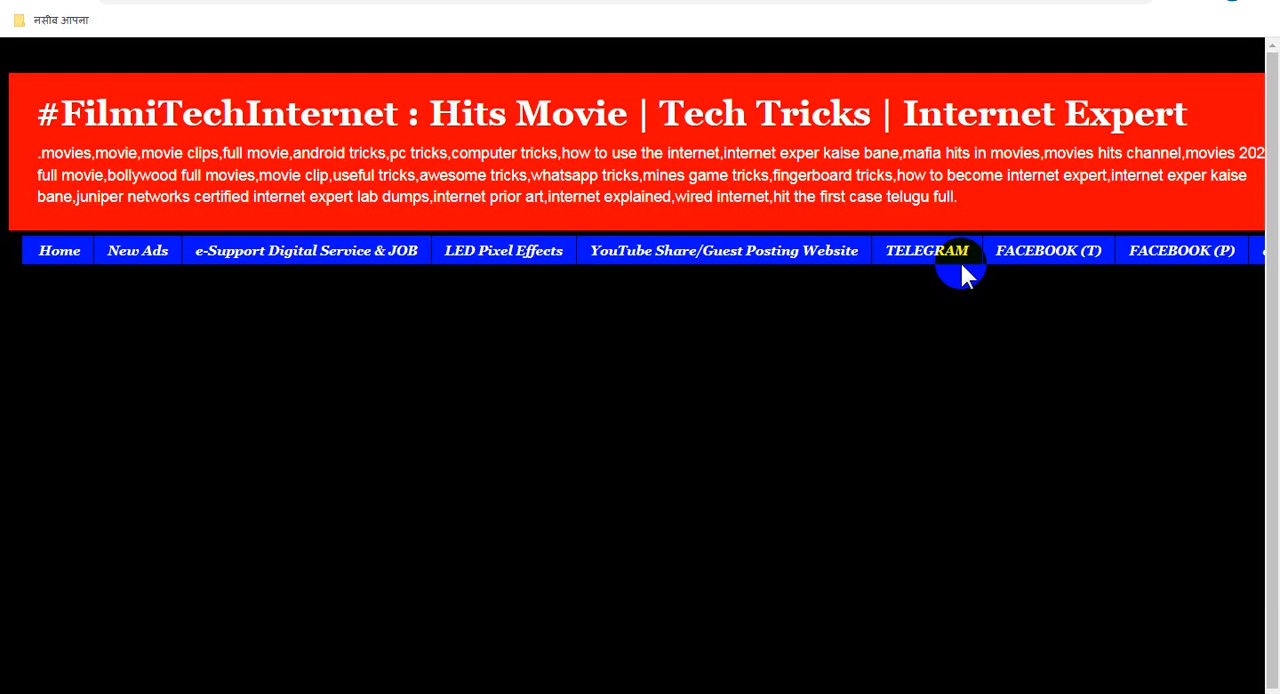 नसीब आपना
#FilmiTechInternet : Hits Movie | Tech Tricks | Internet Expert
.movies,movie,movie clips,full movie,android tricks,pc tricks,computer tricks,how to use the internet,internet exper kaise bane,mafia hits in movies,movies hits channel,movies 202
full movie,bollywood full movies,movie clip,useful tricks,awesome tricks,whatsapp tricks,mines game tricks,fingerboard tricks,how to become internet expert,internet exper kaise
bane,juniper networks certified internet expert lab dumps,internet prior art,internet explained,wired internet,hit the first case telugu full.
Home New Ads e-Support Digital Service & JOB LED Pixel Effects YouTube Share/Guest Posting Website TELEGRAM FACEBOOK (T) FACEBOOK (P)